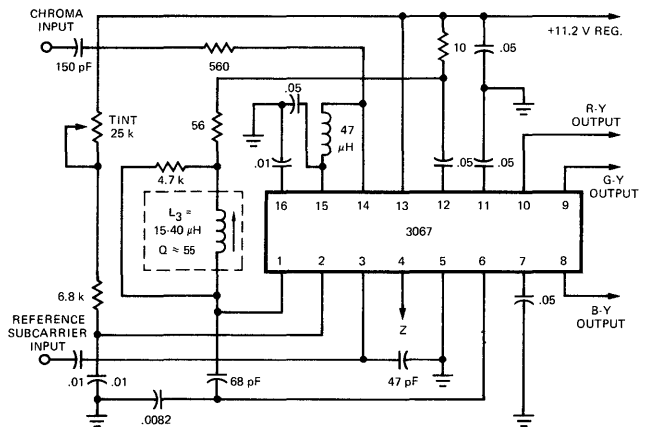 CHROMA
INPUT
150 pF
560
10
.05
+11.2 V REG.
R-Y
OUTPUT
.05
TINT
25 k
56
47
μH
G-Y
OUTPUT
4.7 k
.01
.05
.05
16
15
14
13
12
11
10
9
L3 =
15-40 μH
Q ≈ 55
3067
1
2
3
4
5
6
7
8
6.8 k
REFERENCE
SUBCARRIER
INPUT
Z
.05
B-Y
OUTPUT
.01
.01
68 pF
47 pF
.0082